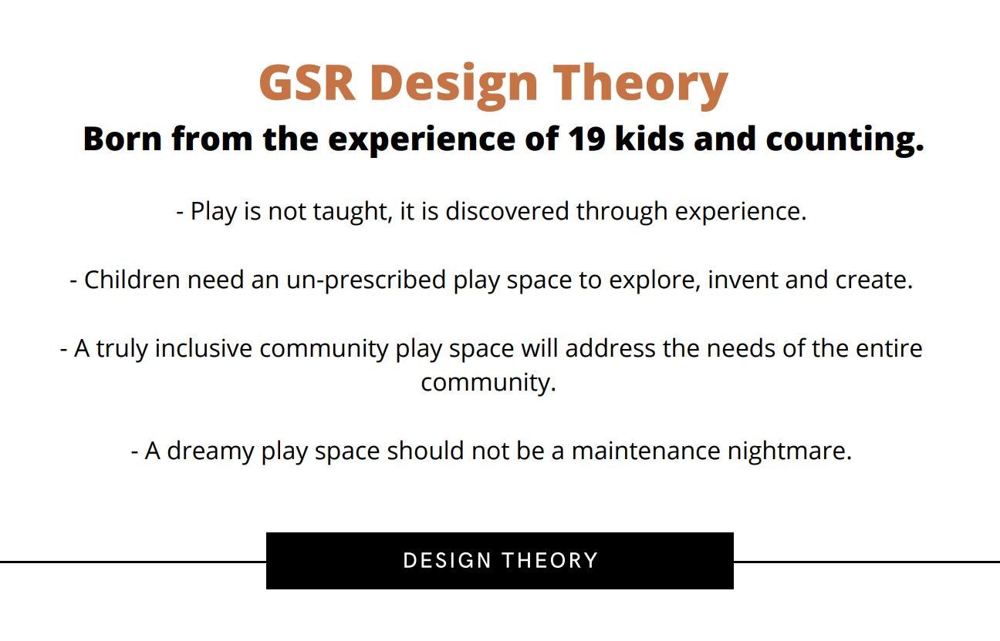 GSR Design Theory
Born from the experience of 19 kids and counting.
- Play is not taught, it is discovered through experience.
- Children need an un-prescribed play space to explore, invent and create.
- A truly inclusive community play space will address the needs of the entire
community.
- A dreamy play space should not be a maintenance nightmare.
DESIGN THEORY